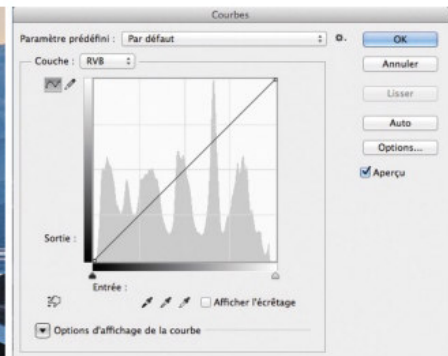 Courbes
Paramètre prédéfini : Par défaut
OK
Couche : RVB
Annuler
Lisser
Auto
Options...
Aperçu
Sortie :
Entrée :
Afficher l'écrêtage
Options d'affichage de la courbe